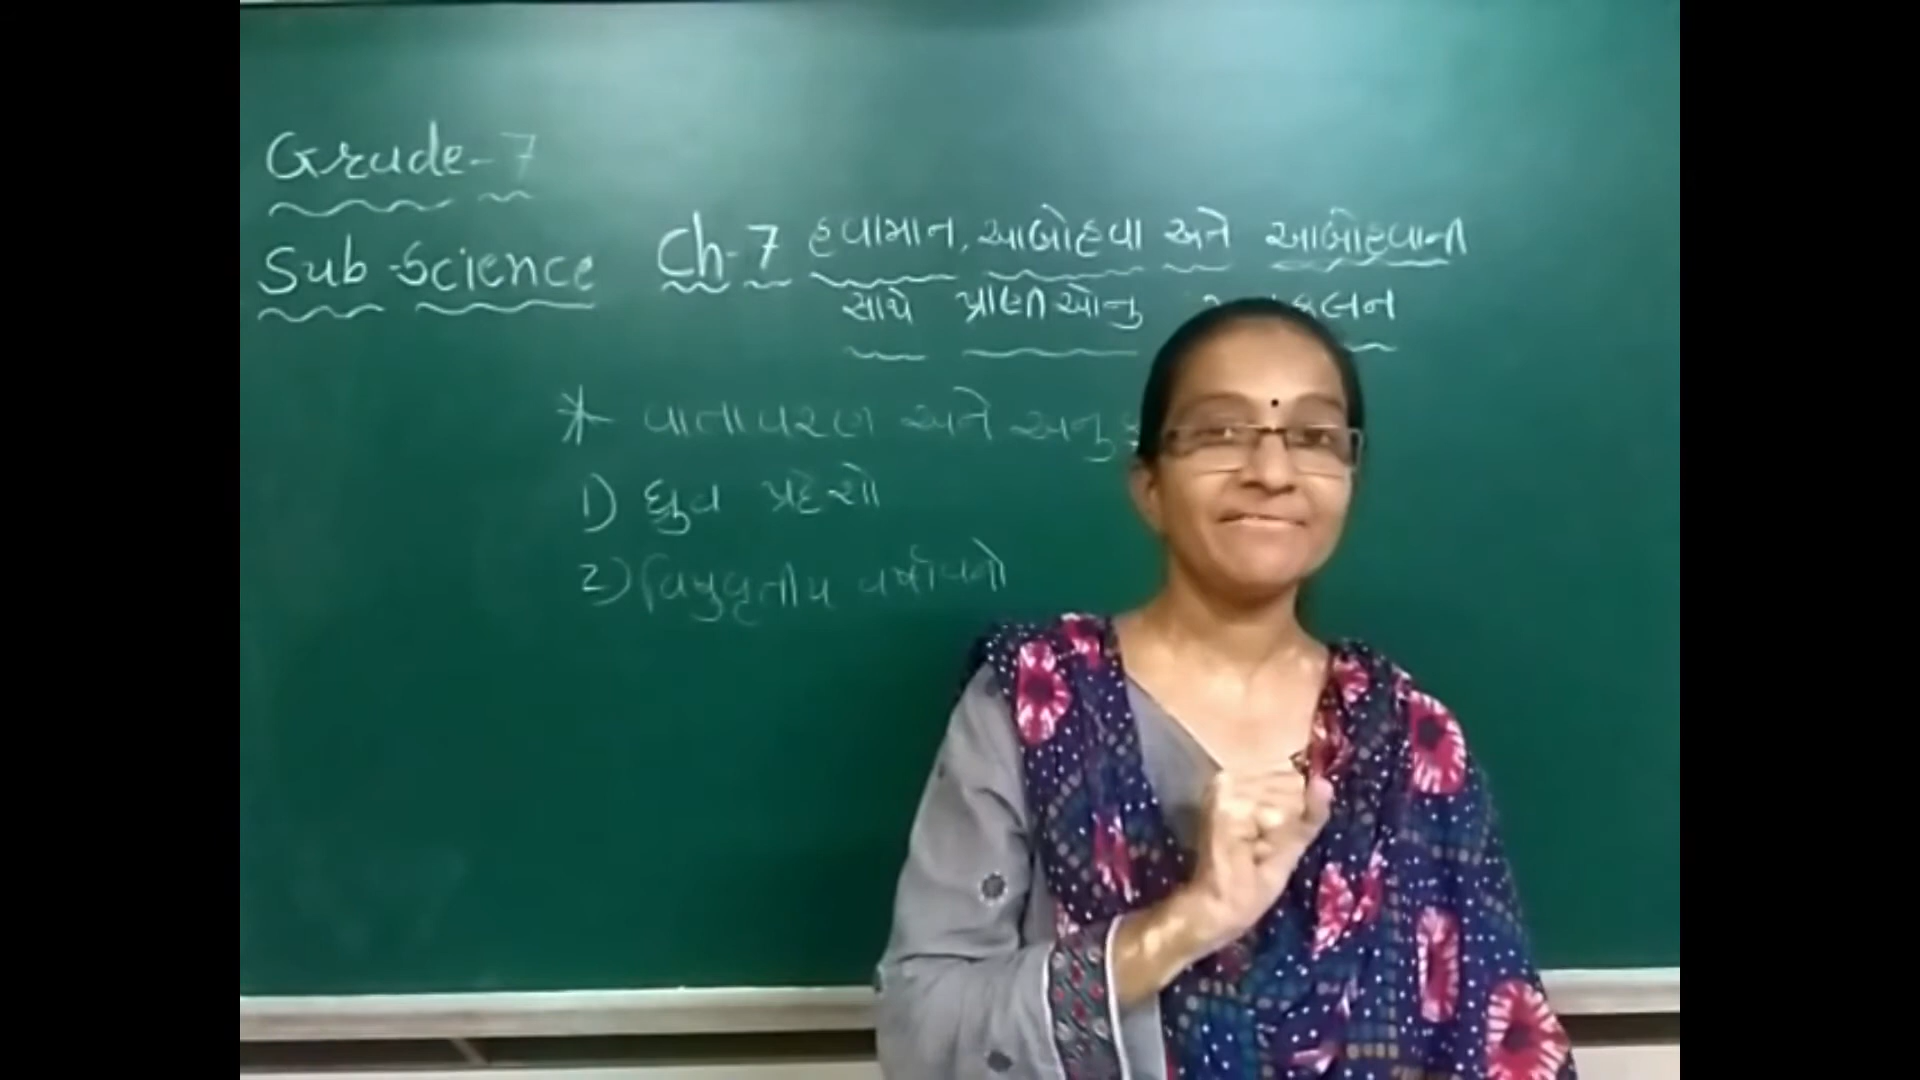 Grade-7
Sub-Science
Ch-7 હવામાન, આબોહવા અને આબોહવાની
સાથે પ્રાણીઓનુ
* વાતાવરણ અને
1) ધ્રુવ પ્રદેશો
2) વિષુવૃતીય વર્ષાવનો